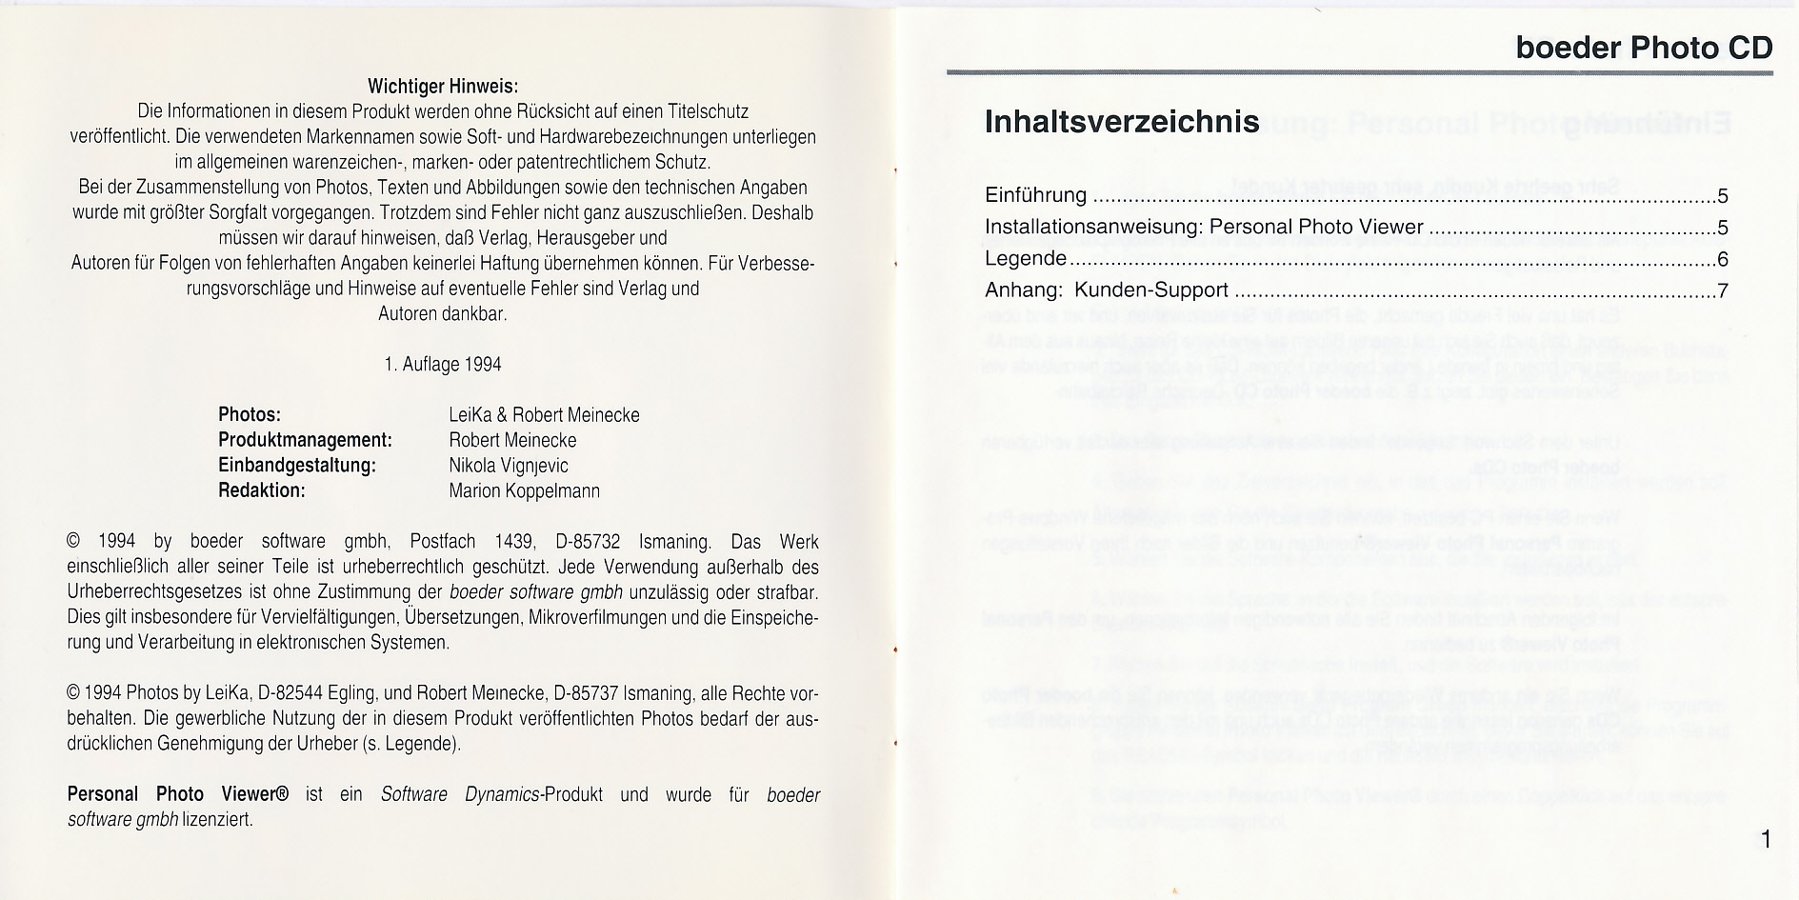 Wichtiger Hinweis:
Die Informationen in diesem Produkt werden ohne Rücksicht auf einen Titelschutz
veröffentlicht. Die verwendeten Markennamen sowie Soft- und Hardwarebezeichnungen unterliegen
im allgemeinen warenzeichen-, marken- oder patentrechtlichem Schutz.
Bei der Zusammenstellung von Photos, Texten und Abbildungen sowie den technischen Angaben
wurde mit größter Sorgfalt vorgegangen. Trotzdem sind Fehler nicht ganz auszuschließen. Deshalb
müssen wir darauf hinweisen, daß Verlag, Herausgeber und
Autoren für Folgen von fehlerhaften Angaben keinerlei Haftung übernehmen können. Für Verbesse-
rungsvorschläge und Hinweise auf eventuelle Fehler sind Verlag und
Autoren dankbar.
1. Auflage 1994
Photos: LeiKa & Robert Meinecke
Produktmanagement: Robert Meinecke
Einbandgestaltung: Nikola Vignjevic
Redaktion: Marion Koppelmann
© 1994 by boeder software gmbh, Postfach 1439, D-85732 Ismaning. Das Werk
einschließlich aller seiner Teile ist urheberrechtlich geschützt. Jede Verwendung außerhalb des
Urheberrechtsgesetzes ist ohne Zustimmung der boeder software gmbh unzulässig oder strafbar.
Dies gilt insbesondere für Vervielfältigungen, Übersetzungen, Mikroverfilmungen und die Einspeiche-
rung und Verarbeitung in elektronischen Systemen.
© 1994 Photos by LeiKa, D-82544 Egling, und Robert Meinecke, D-85737 Ismaning, alle Rechte vor-
behalten. Die gewerbliche Nutzung der in diesem Produkt veröffentlichten Photos bedarf der aus-
drücklichen Genehmigung der Urheber (s. Legende).
Personal Photo Viewer® ist ein Software Dynamics-Produkt und wurde für boeder
software gmbh lizenziert.
boeder Photo CD
Inhaltsverzeichnis
Einführung ............................................................ 5
Installationsanweisung: Personal Photo Viewer ............................................................ 5
Legende ............................................................ 6
Anhang: Kunden-Support ............................................................ 7
1